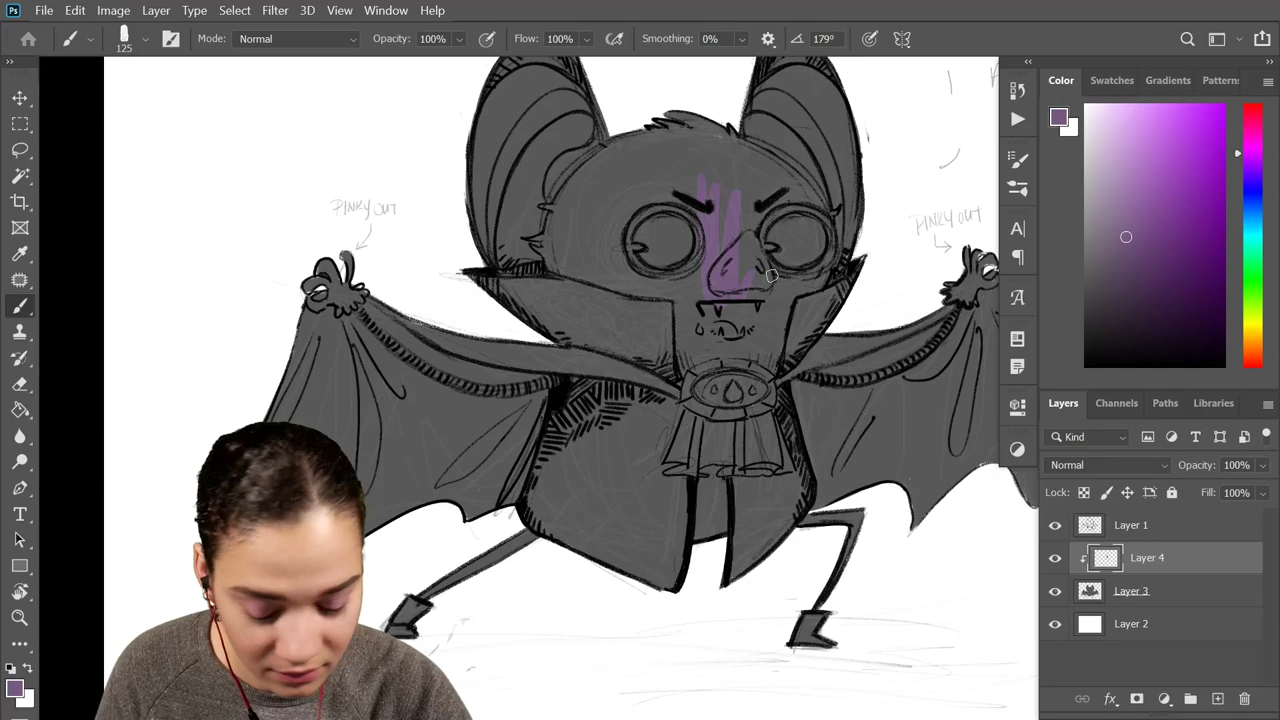 Ps File Edit Image Layer Type Select Filter 3D View Window Help
125 Mode: Normal Opacity: 100% Flow: 100% Smoothing: 0% 179°
Color Swatches Gradients Pattern
PINKY OUT
PINKY OUT
A
Layers Channels Paths Libraries
Kind
Normal Opacity: 100%
Lock: Fill: 100%
Layer 1
Layer 4
Layer 3
Layer 2
fx